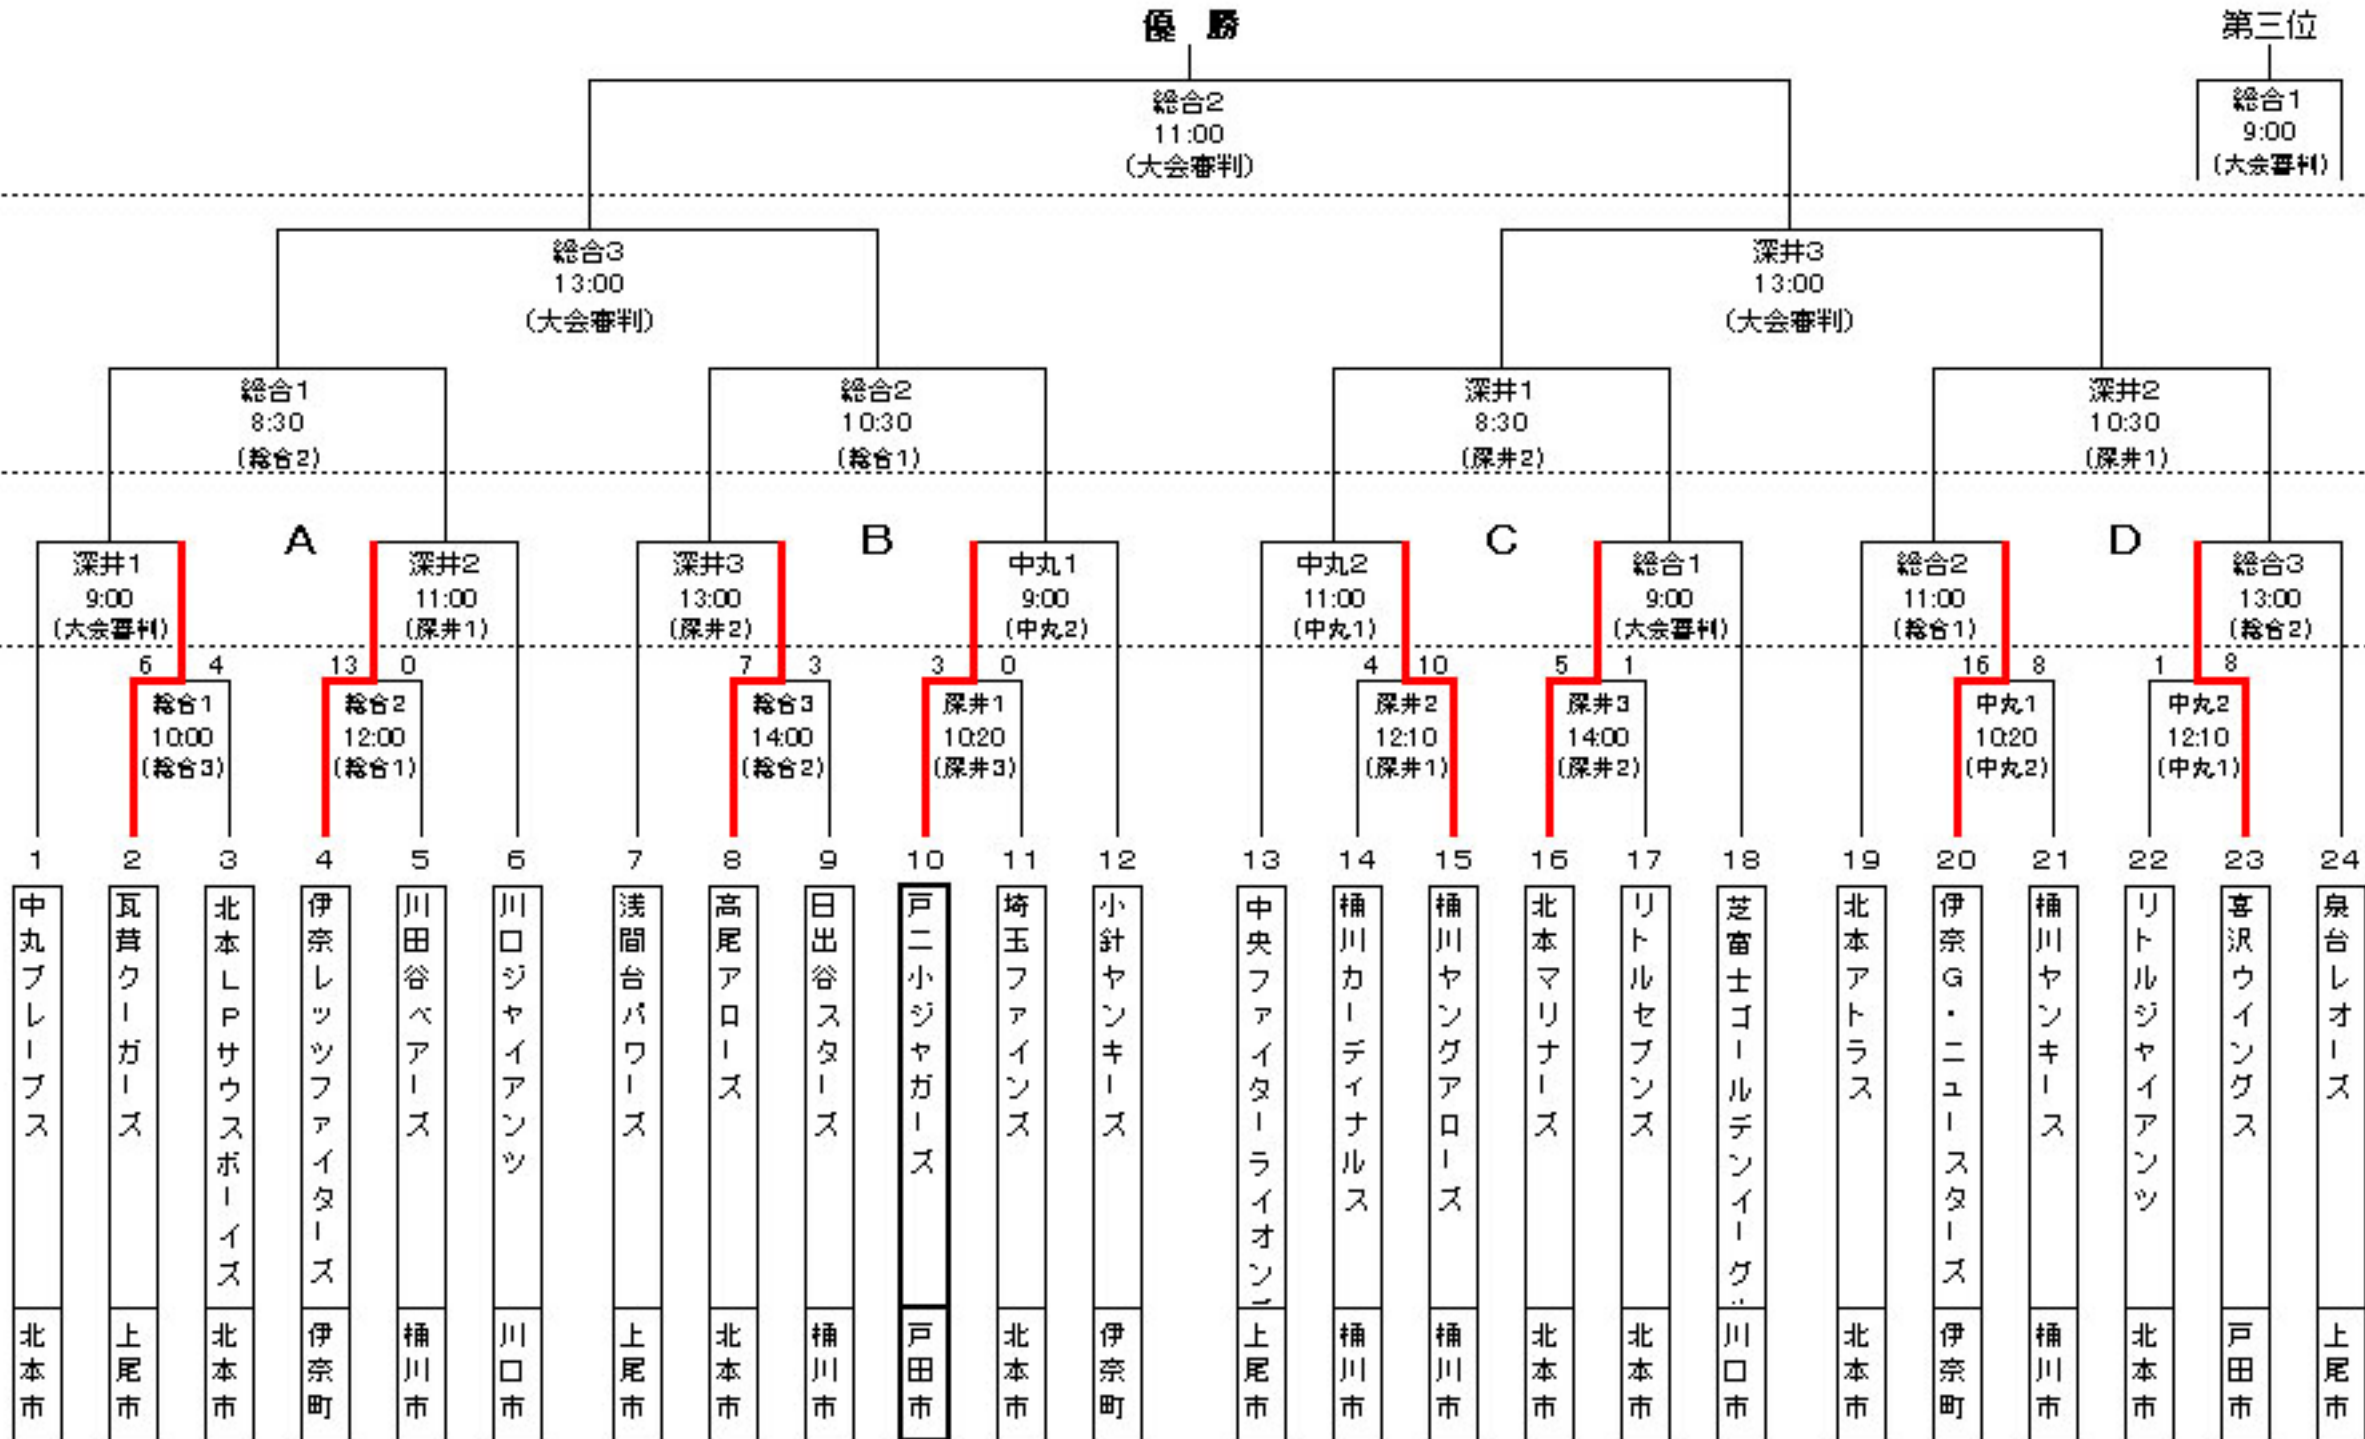 優 勝
第三位
総合2
11:00
(大会審判)
総合1
9:00
(大会審判)
総合3
13:00
(大会審判)
深井3
13:00
(大会審判)
総合1
8:30
(総合2)
総合2
10:30
(総合1)
深井1
8:30
(深井2)
深井2
10:30
(深井1)
A
B
C
D
深井1
9:00
(大会審判)
深井2
11:00
(深井1)
深井3
13:00
(深井2)
中丸1
9:00
(中丸2)
中丸2
11:00
(中丸1)
総合1
9:00
(大会審判)
総合2
11:00
(総合1)
総合3
13:00
(総合2)
6 4
13 0
7 3
3 0
4 10
5 1
16 8
1 8
総合1
10:00
(総合3)
総合2
12:00
(総合1)
総合3
14:00
(総合2)
深井1
10:20
(深井3)
深井2
12:10
(深井1)
深井3
14:00
(深井2)
中丸1
10:20
(中丸2)
中丸2
12:10
(中丸1)
1 2 3 4 5 6 7 8 9 10 11 12 13 14 15 16 17 18 19 20 21 22 23 24
中丸ブレーブス
瓦葺クーガーズ
北本LPサウスボーイズ
伊奈レッツファイターズ
川田谷ベアーズ
川口ジャイアンツ
浅間台パワーズ
高尾アローズ
日出谷スターズ
戸二小ジャガーズ
埼玉ファインズ
小針ヤンキーズ
中央ファイターライオン
桶川カーディナルス
桶川ヤングアローズ
北本マリナーズ
リトルセブンズ
芝富士ゴールデンイーグ
北本アトラス
伊奈G・ニュースターズ
桶川ヤンキース
リトルジャイアンツ
喜沢ウイングス
泉台レオーズ
北本市
上尾市
北本市
伊奈町
桶川市
川口市
上尾市
北本市
桶川市
戸田市
北本市
伊奈町
上尾市
桶川市
桶川市
北本市
北本市
川口市
北本市
伊奈町
桶川市
北本市
戸田市
上尾市